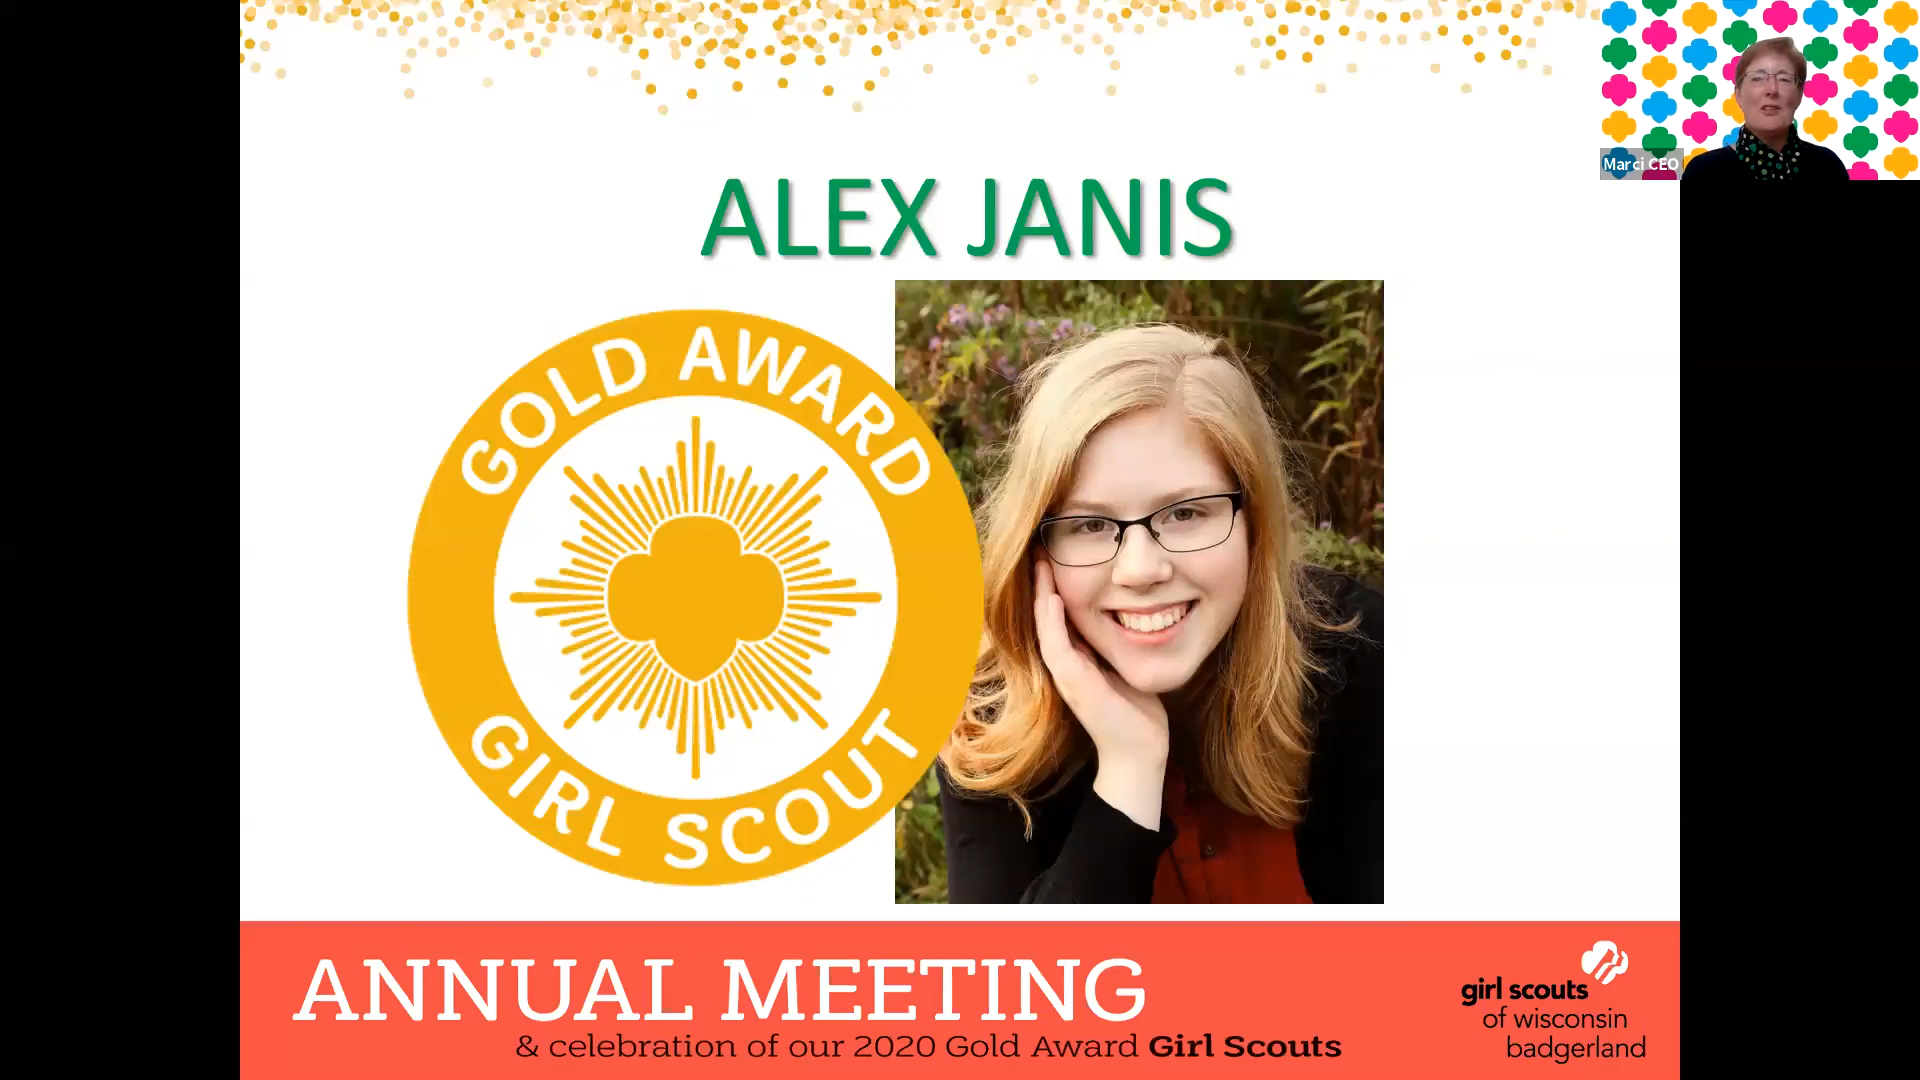 Marci CEO
ALEX JANIS
GOLD AWARD
GIRL SCOUT
ANNUAL MEETING
& celebration of our 2020 Gold Award Girl Scouts
girl scouts
of wisconsin
badgerland